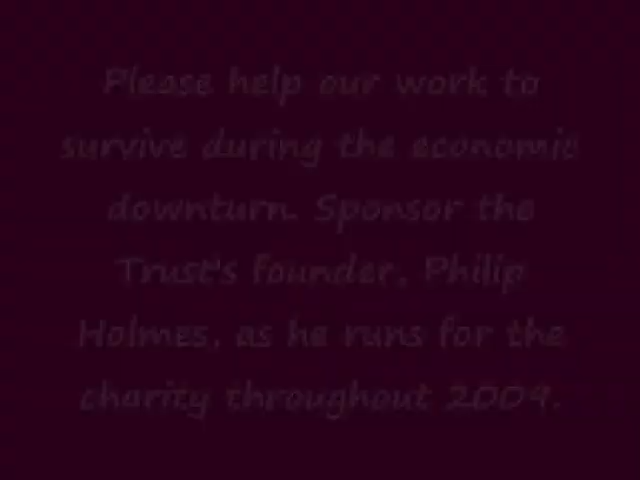 Please help our work to
survive during the economic
downturn. Sponsor the
Trust's founder, Philip
Holmes, as he runs for the
charity throughout 2009.